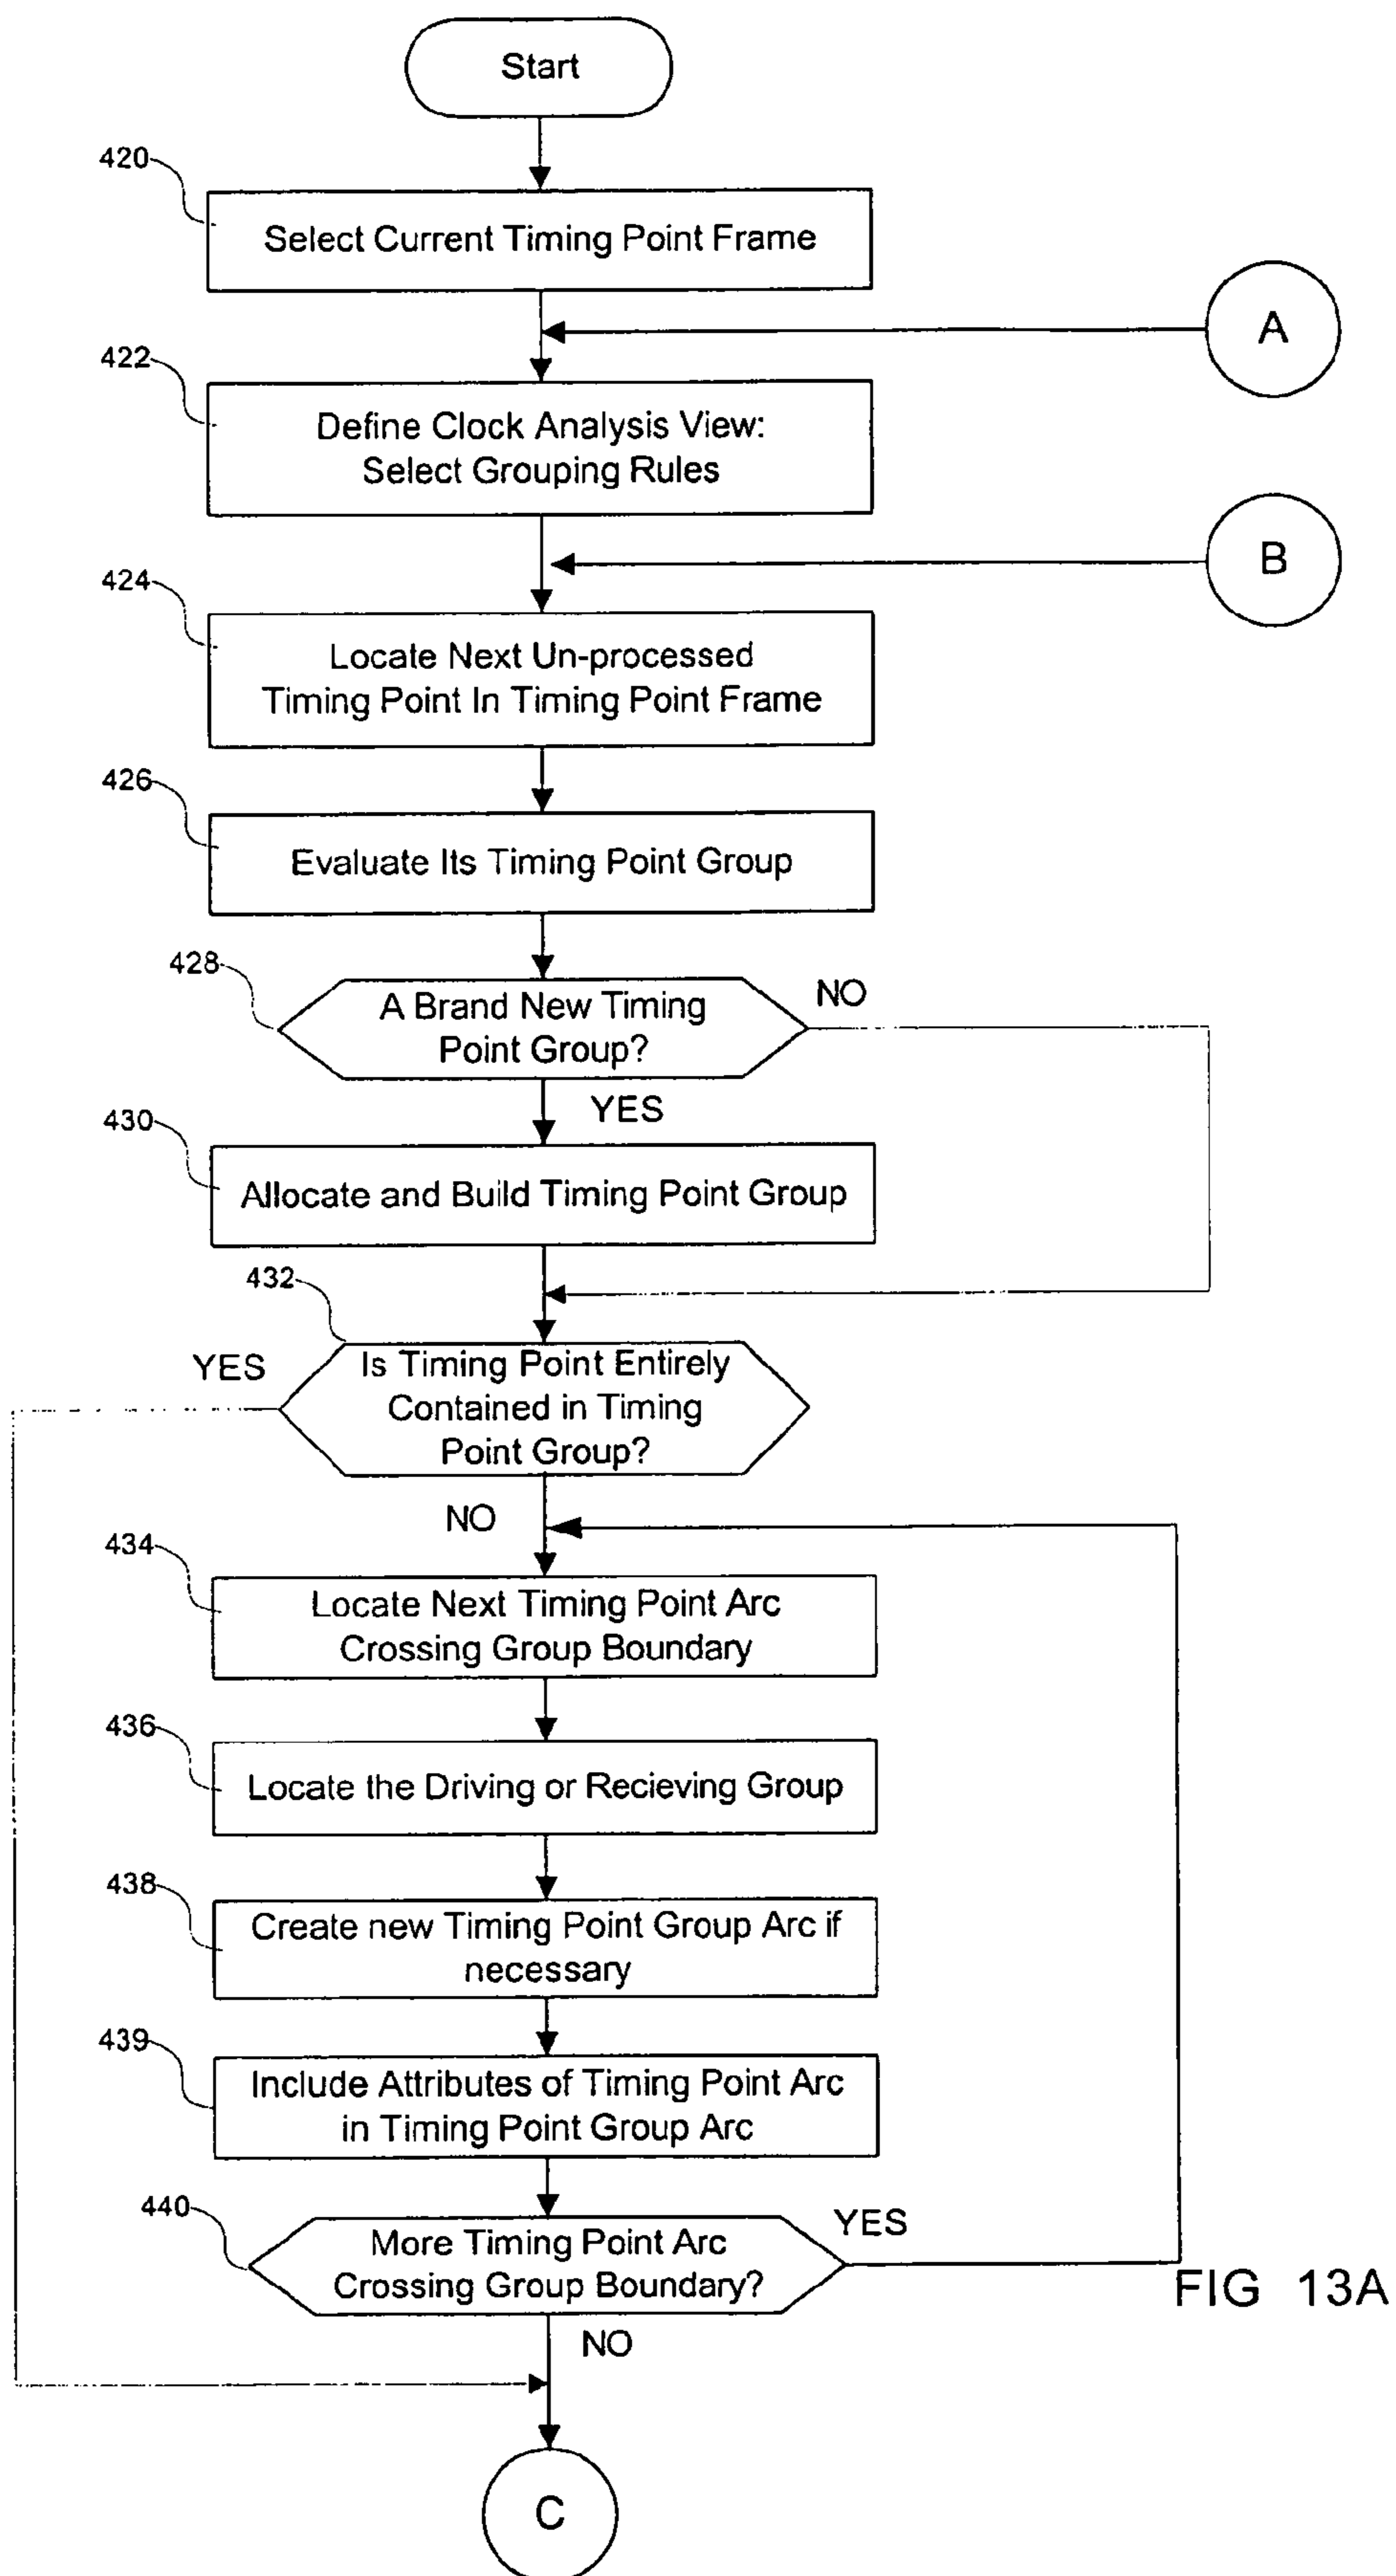 Start
420
Select Current Timing Point Frame
A
422
Define Clock Analysis View:
Select Grouping Rules
B
424
Locate Next Un-processed
Timing Point In Timing Point Frame
426
Evaluate Its Timing Point Group
428
A Brand New Timing
Point Group?
NO
YES
430
Allocate and Build Timing Point Group
432
YES
Is Timing Point Entirely
Contained in Timing
Point Group?
NO
434
Locate Next Timing Point Arc
Crossing Group Boundary
436
Locate the Driving or Recieving Group
438
Create new Timing Point Group Arc if
necessary
439
Include Attributes of Timing Point Arc
in Timing Point Group Arc
440
More Timing Point Arc
Crossing Group Boundary?
YES
FIG 13A
NO
C